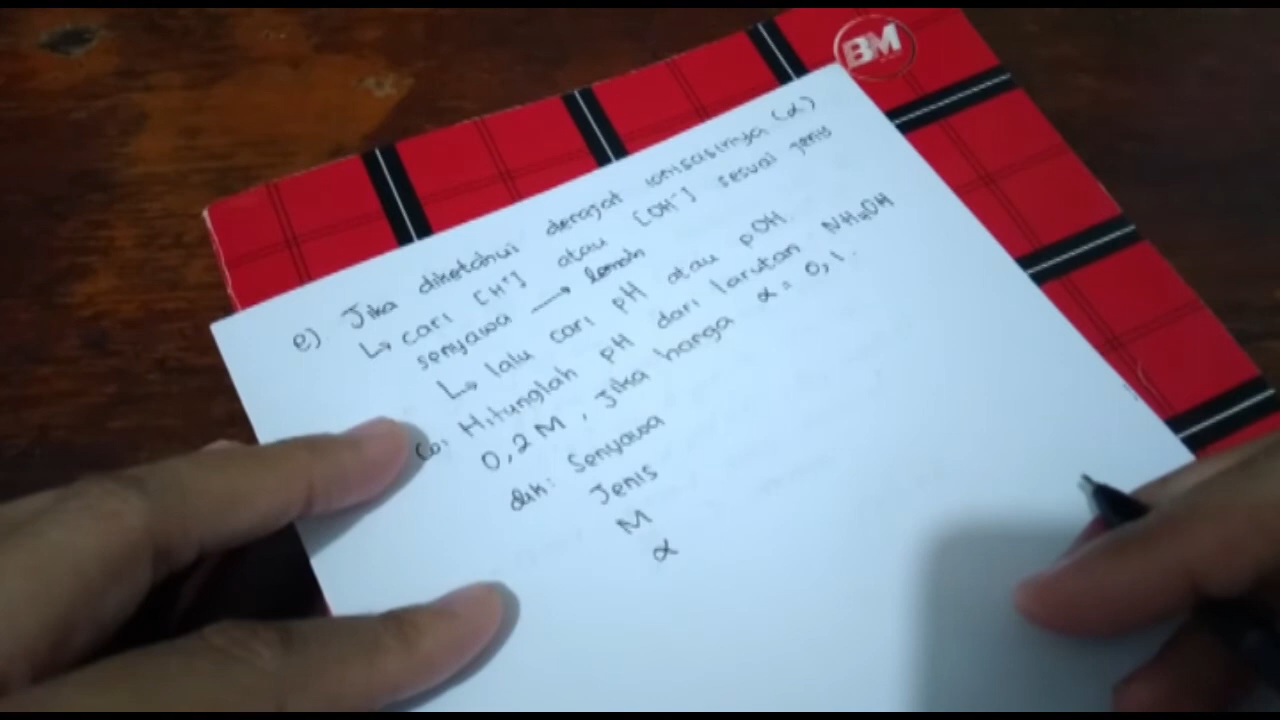 BM
e) Jika diketahui derajat ionisasinya (α)
↳ cari [H⁺] atau [OH⁻] sesuai jenis
senyawa → lemah
↳ lalu cari pH atau pOH.
Co: Hitunglah pH dari larutan NH4OH
0,2 M, Jika harga α = 0,1.
dik: Senyawa
Jenis
M
α